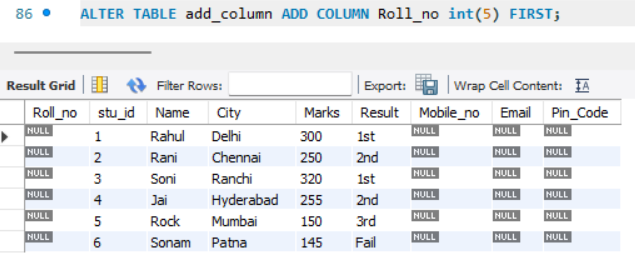 86 ALTER TABLE add_column ADD COLUMN Roll_no int(5) FIRST;
Result Grid Filter Rows: Export: Wrap Cell Content:
Roll_no stu_id Name City Marks Result Mobile_no Email Pin_Code
NULL 1 Rahul Delhi 300 1st NULL NULL NULL
NULL 2 Rani Chennai 250 2nd NULL NULL NULL
NULL 3 Soni Ranchi 320 1st NULL NULL NULL
NULL 4 Jai Hyderabad 255 2nd NULL NULL NULL
NULL 5 Rock Mumbai 150 3rd NULL NULL NULL
NULL 6 Sonam Patna 145 Fail NULL NULL NULL